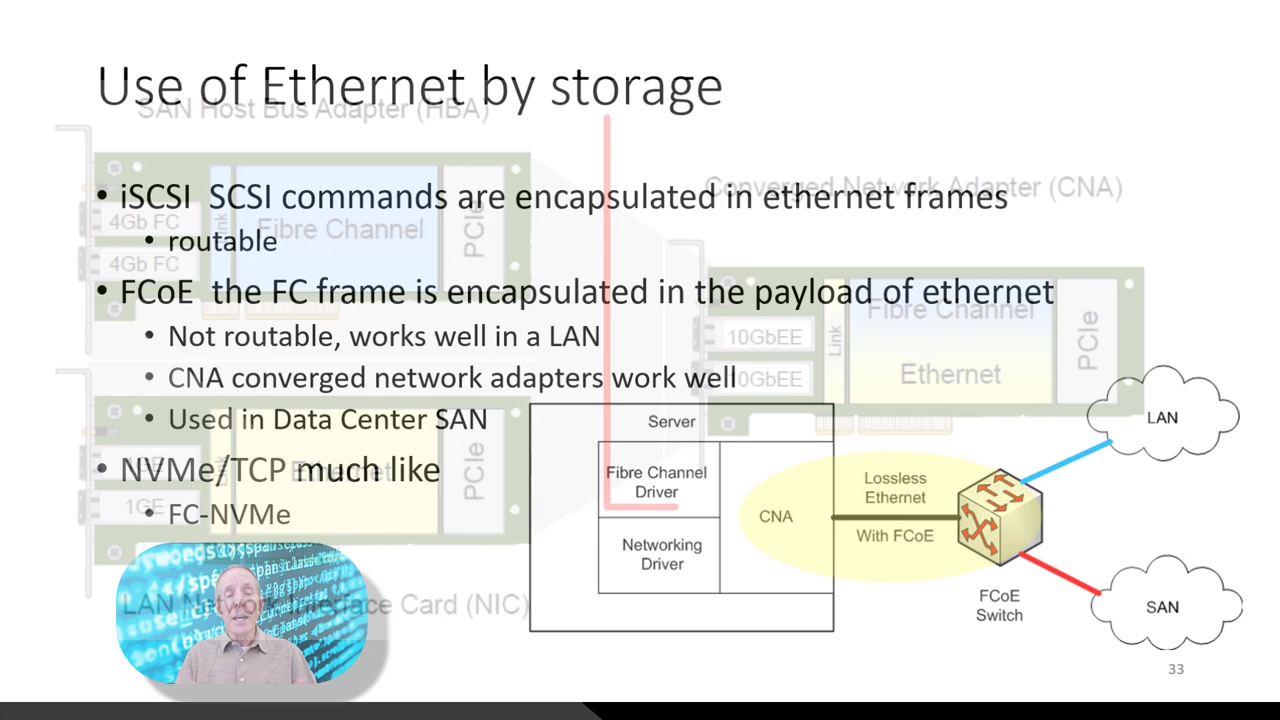 Use of Ethernet by storage
SAN Host Bus Adapter (HBA)
• iSCSI SCSI commands are encapsulated in ethernet frames
• routable
• FCoE the FC frame is encapsulated in the payload of ethernet
• Not routable, works well in a LAN
• CNA converged network adapters work well
• Used in Data Center SAN
• NVMe/TCP much like
• FC-NVMe
4Gb FC
4Gb FC
Link
Fibre Channel
PCIe
Converged Network Adapter (CNA)
10GbEE
10GbEE
Link
Fibre Channel
Ethernet
PCIe
1GE
Ethernet
PCIe
LAN Network Interface Card (NIC)
Server
Fibre Channel
Driver
Networking
Driver
CNA
Lossless
Ethernet
With FCoE
FCoE
Switch
LAN
SAN
33